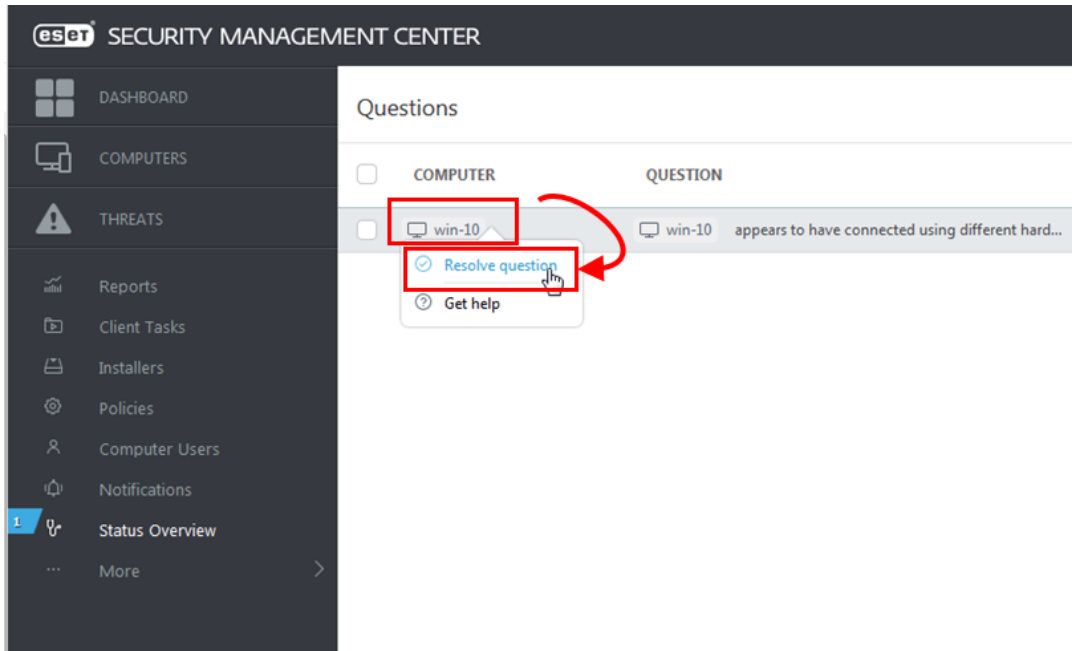 eseT SECURITY MANAGEMENT CENTER
DASHBOARD
COMPUTERS
THREATS
Reports
Client Tasks
Installers
Policies
Computer Users
Notifications
1 Status Overview
... More
Questions
COMPUTER QUESTION
win-10 win-10 appears to have connected using different hard...
Resolve question
Get help